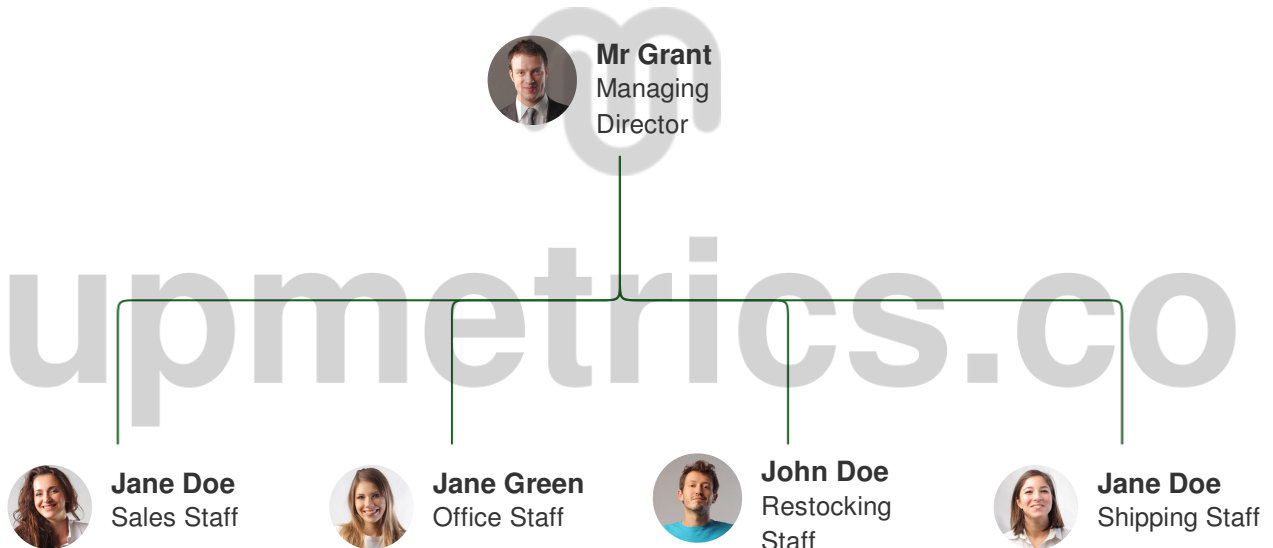 Mr Grant
Managing
Director
upmetrics.co
Jane Doe
Sales Staff
Jane Green
Office Staff
John Doe
Restocking
Staff
Jane Doe
Shipping Staff